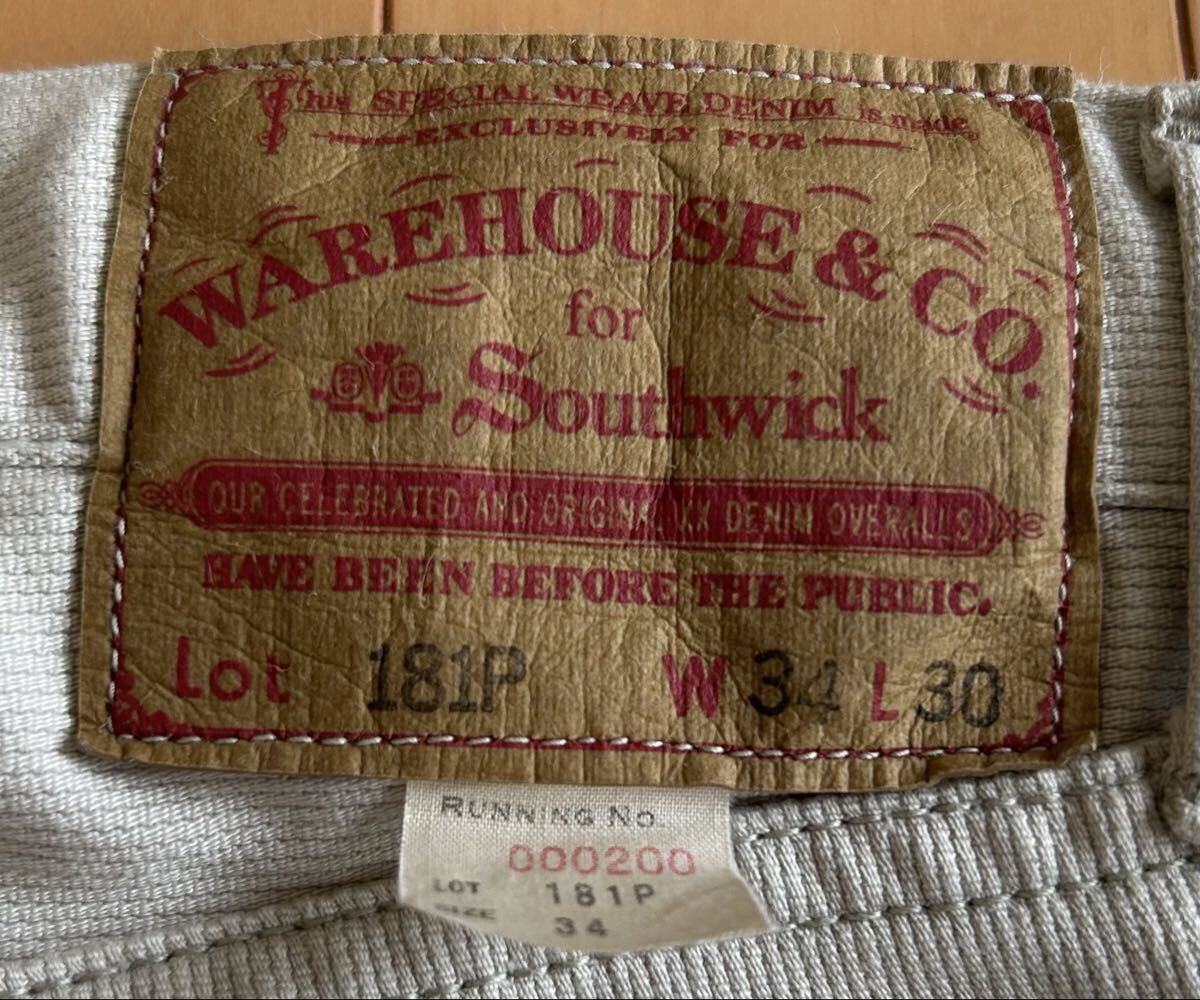 This SPECIAL WEAVE DENIM is made
EXCLUSIVELY FOR
WAREHOUSE & CO.
for
Southwick
OUR CELEBRATED AND ORIGINAL XX DENIM OVERALLS
HAVE BEEN BEFORE THE PUBLIC.
Lot 181P W 34 L 30
RUNNING No.
000200
LOT 181P
SIZE 34